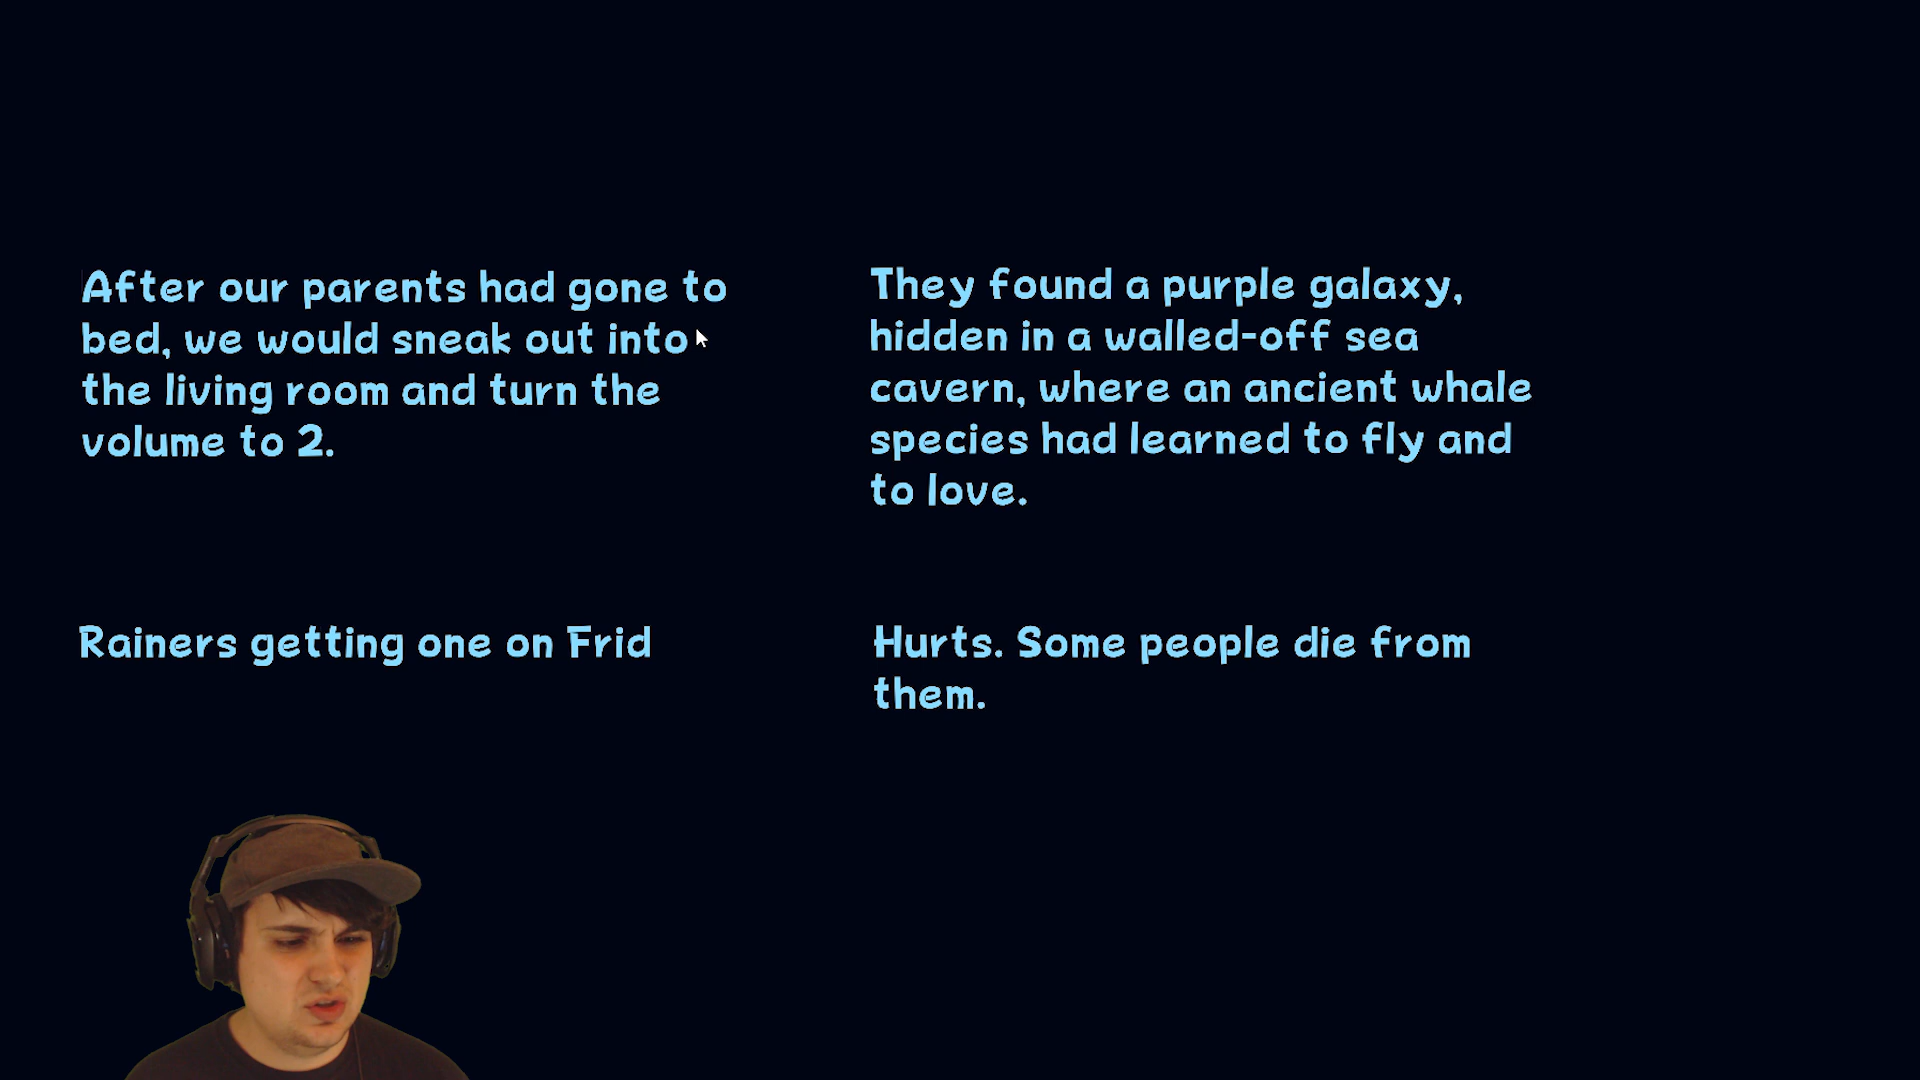 After our parents had gone to
bed, we would sneak out into
the living room and turn the
volume to 2.
They found a purple galaxy,
hidden in a walled-off sea
cavern, where an ancient whale
species had learned to fly and
to love.
Rainers getting one on Frid
Hurts. Some people die from
them.